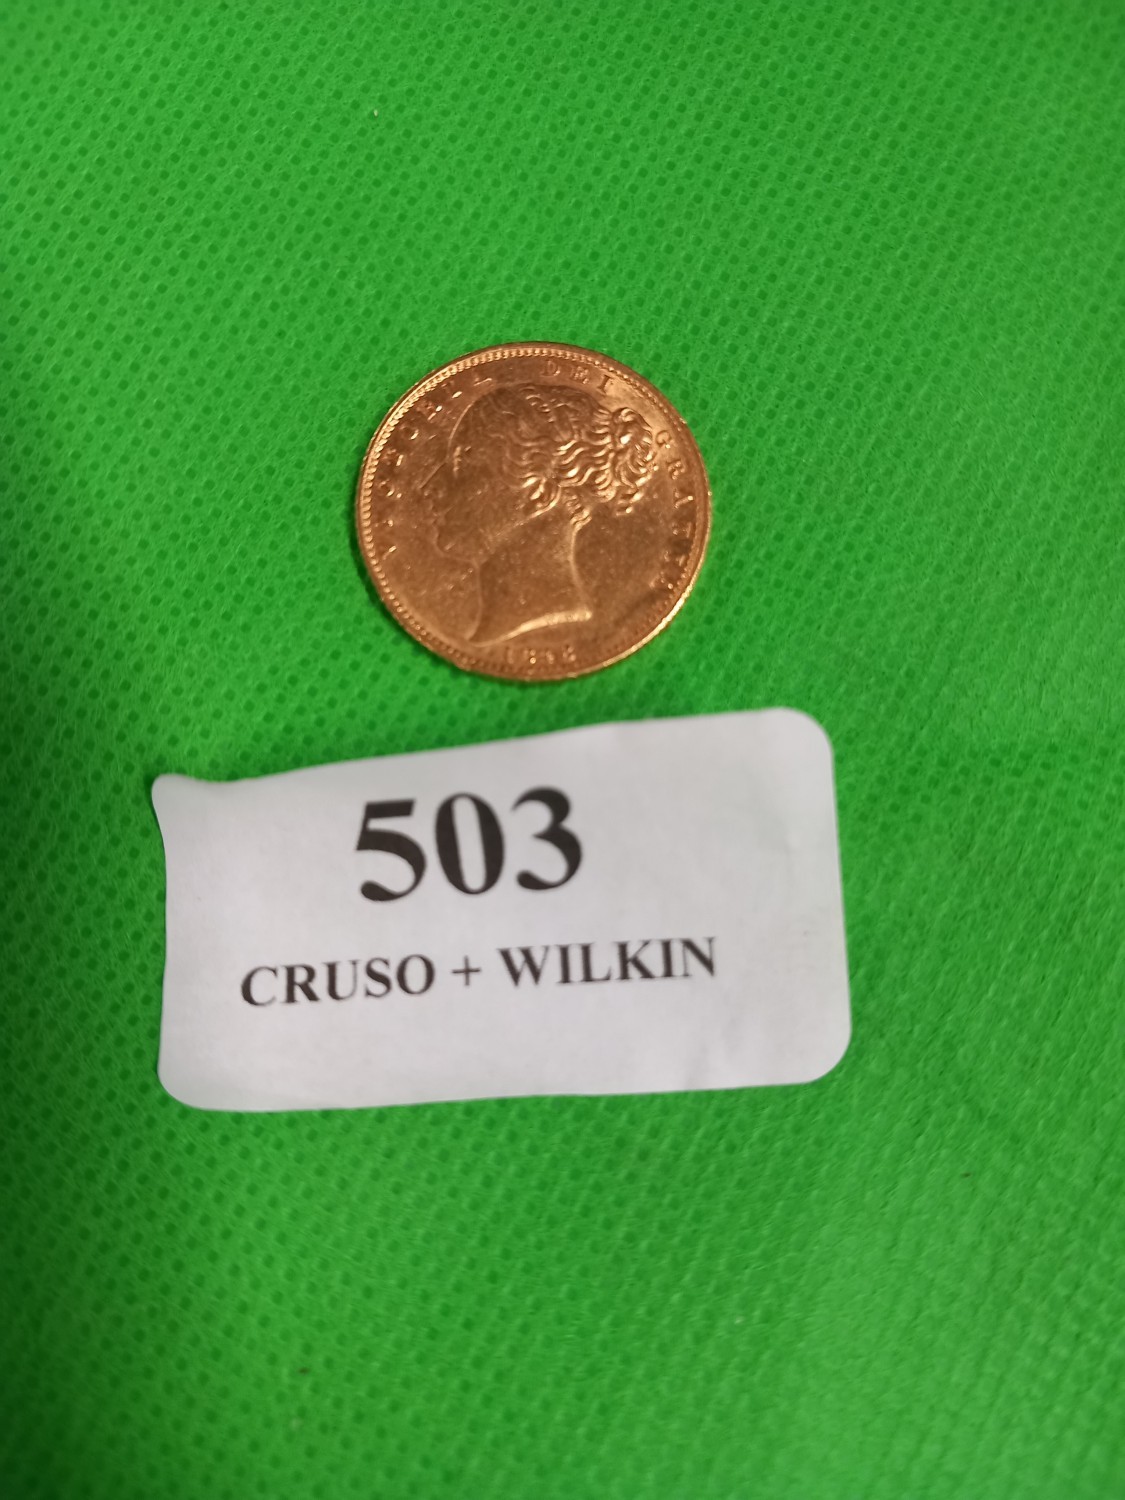 VICTORIA DEI GRATIA
503
CRUSO + WILKIN